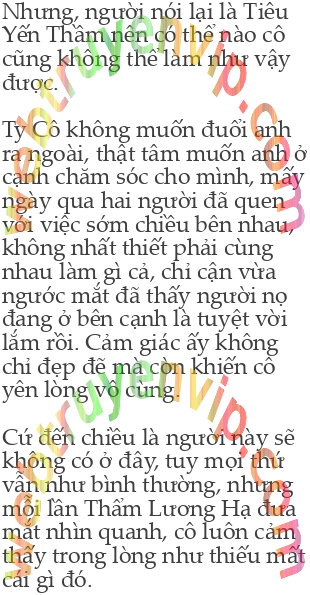 Nhưng, người nói lại là Tiêu
Yến Thầm nên có thể nào cô
cũng không thể làm như vậy
được.
Ty Cô không muốn đuổi anh
ra ngoài, thật tâm muốn anh ở
cạnh chăm sóc cho mình, mấy
ngày qua hai người đã quen
với việc sớm chiều bên nhau,
không nhất thiết phải cùng
nhau làm gì cả, chỉ cận vừa
ngước mắt đã thấy người nọ
đang ở bên cạnh là tuyệt vời
lắm rồi. Cảm giác ấy không
chỉ đẹp đẽ mà còn khiến cô
yên lòng vô cùng.
Cứ đến chiều là người này sẽ
không có ở đây, tuy mọi thứ
vẫn như bình thường, nhưng
mỗi lần Thẩm Lương Hạ đưa
mắt nhìn quanh, cô luôn cảm
thấy trong lòng như thiếu mất
cái gì đó.
webtruyenvip.com
webtruyenvip.com